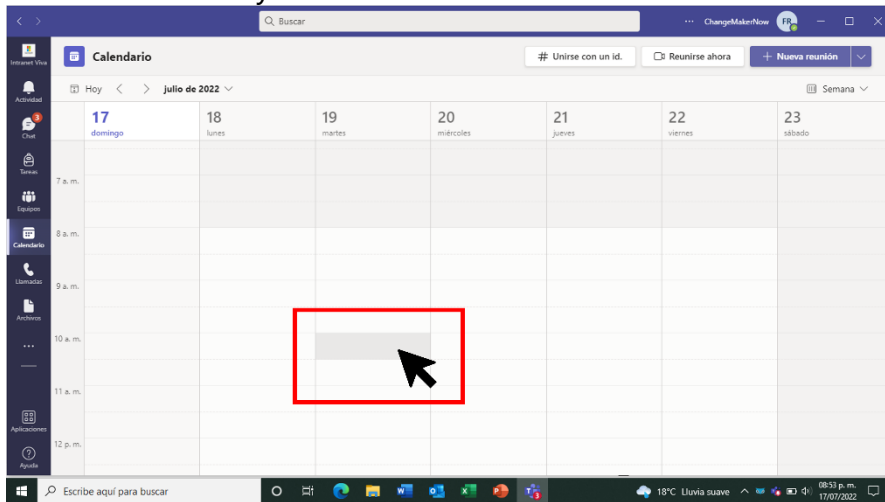 Buscar
ChangeMakerNow
FR
Intranet Viva
Calendario
# Unirse con un id.
Reunirse ahora
+ Nueva reunión
Actividad
Hoy
julio de 2022
Semana
3
Chat
17
domingo
18
lunes
19
martes
20
miércoles
21
jueves
22
viernes
23
sábado
Tareas
7 a. m.
Equipos
8 a. m.
Calendario
Llamadas
9 a. m.
Archivos
10 a. m.
11 a. m.
Aplicaciones
12 p. m.
Ayuda
Escribe aquí para buscar
18°C Lluvia suave
08:53 p. m.
17/07/2022